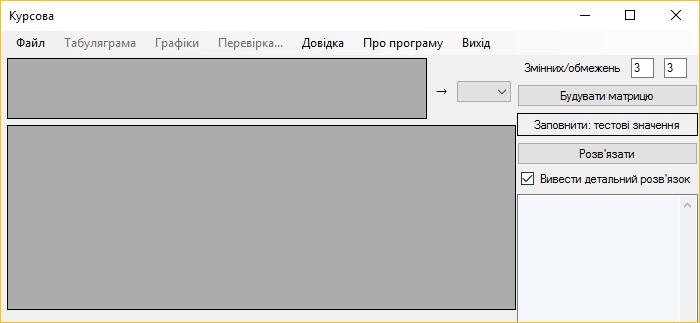 Курсова
Файл Табуляграма Графіки Перевірка... Довідка Про програму Вихід
Змінних/обмежень 3 3
→
Будувати матрицю
Заповнити: тестові значення
Розв'язати
Вивести детальний розв'язок